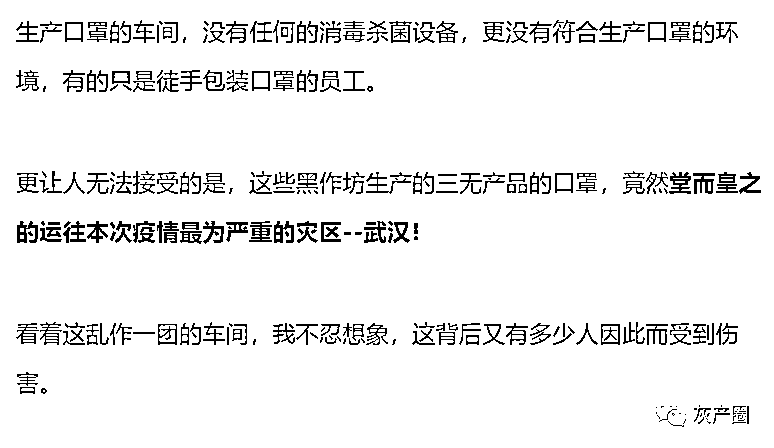 生产口罩的车间，没有任何的消毒杀菌设备，更没有符合生产口罩的环
境，有的只是徒手包装口罩的员工。
更让人无法接受的是，这些黑作坊生产的三无产品的口罩，竟然堂而皇之
的运往本次疫情最为严重的灾区--武汉！
看着这乱作一团的车间，我不忍想象，这背后又有多少人因此而受到伤
害。
灰产圈